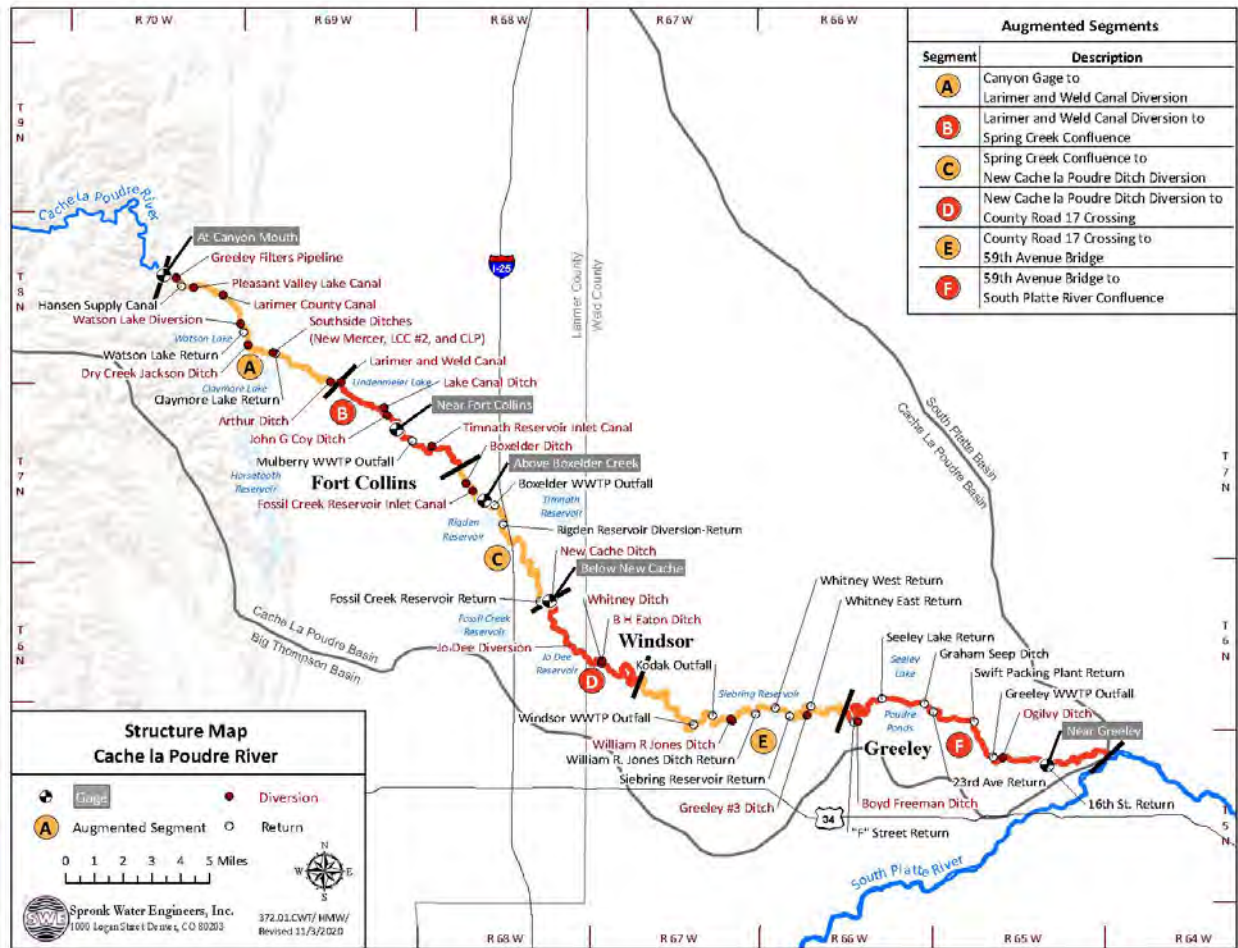 R 70 W
R 69 W
R 68 W
R 67 W
R 66 W
Augmented Segments
Segment
Description
A
Canyon Gage to
Larimer and Weld Canal Diversion
B
Larimer and Weld Canal Diversion to
Spring Creek Confluence
C
Spring Creek Confluence to
New Cache la Poudre Ditch Diversion
D
New Cache la Poudre Ditch Diversion to
County Road 17 Crossing
E
County Road 17 Crossing to
59th Avenue Bridge
F
59th Avenue Bridge to
South Platte River Confluence
T
9
N
Cache la Poudre River
At Canyon Mouth
Greeley Filters Pipeline
Pleasant Valley Lake Canal
Hansen Supply Canal
Larimer County Canal
T
8
N
I-25
Larimer County
Weld County
Watson Lake Diversion
Southside Ditches
(New Mercer, LCC #2, and CLP)
Watson Lake
Watson Lake Return
Dry Creek Jackson Ditch
A
Larimer and Weld Canal
Claymore Lake
Lindenmeier Lake
Lake Canal Ditch
Claymore Lake Return
Arthur Ditch
B
Near Fort Collins
John G Coy Ditch
Timnath Reservoir Inlet Canal
Mulberry WWTP Outfall
Boxelder Ditch
South Platte Basin
Cache La Poudre Basin
T
7
N
T
7
N
Horsetooth
Reservoir
Fort Collins
Above Boxelder Creek
Boxelder WWTP Outfall
Fossil Creek Reservoir Inlet Canal
Timnath
Reservoir
Rigden
Reservoir
Rigden Reservoir Diversion-Return
C
New Cache Ditch
Below New Cache
Fossil Creek Reservoir Return
Whitney Ditch
Whitney West Return
Cache La Poudre Basin
Big Thompson Basin
Fossil Creek
Reservoir
B H Eaton Ditch
Whitney East Return
T
6
N
T
6
N
Windsor
Seeley Lake Return
Jo Dee Diversion
Jo Dee
Reservoir
Kodak Outfall
Graham Seep Ditch
Seeley
Lake
Swift Packing Plant Return
D
Siebring Reservoir
Greeley WWTP Outfall
Windsor WWTP Outfall
Poudre
Ponds
Ogilvy Ditch
Near Greeley
William R Jones Ditch
E
Greeley
F
William R. Jones Ditch Return
Siebring Reservoir Return
23rd Ave Return
Greeley #3 Ditch
Boyd Freeman Ditch
16th St. Return
34
"F" Street Return
T
5
N
South Platte River
Structure Map
Cache la Poudre River
Gage
Diversion
A
Augmented Segment
Return
0 1 2 3 4 5 Miles
N
W E
S
SWE
Spronk Water Engineers, Inc.
1000 Logan Street Denver, CO 80203
372.01.CWT/ HMW/
Revised 11/3/2020
R 68 W
R 67 W
R 66 W
R 65 W
R 64 W